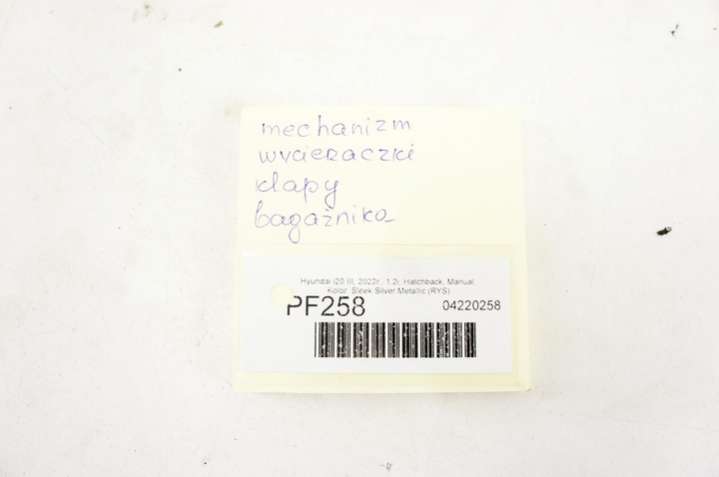 mechanizm
wycieraczki
klapy
bagażnika
Hyundai i20 III, 2022r., 1.2i, Hatchback, Manual
Kolor: Sleek Silver Metallic (RYS)
PF258
04220258